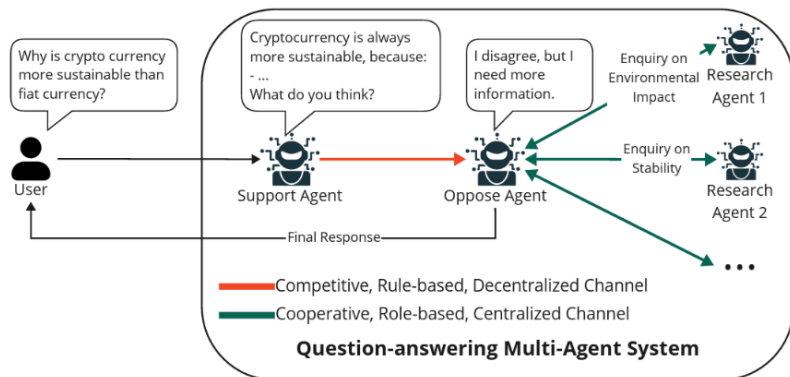 Why is crypto currency
more sustainable than
fiat currency?
Cryptocurrency is always
more sustainable, because:
- ...
What do you think?
I disagree, but I
need more
information.
Enquiry on
Environmental
Impact
Research
Agent 1
Enquiry on
Stability
Research
Agent 2
...
User
Support Agent
Oppose Agent
Final Response
Competitive, Rule-based, Decentralized Channel
Cooperative, Role-based, Centralized Channel
Question-answering Multi-Agent System